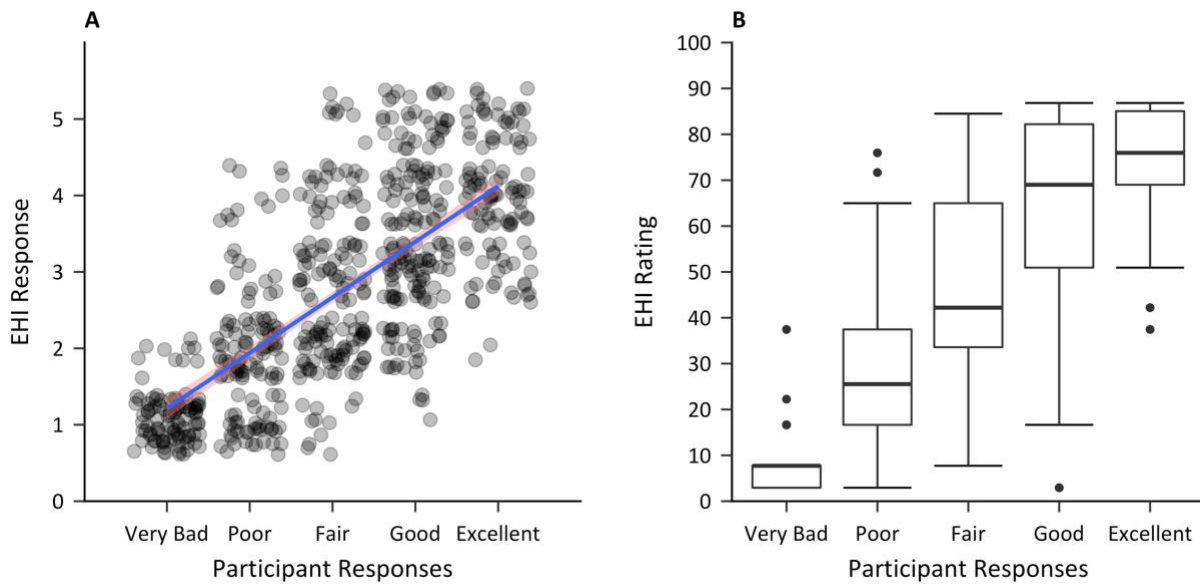 A
EHI Response
5
4
3
2
1
0
Very Bad Poor Fair Good Excellent
Participant Responses
B
EHI Rating
100
90
80
70
60
50
40
30
20
10
0
Very Bad Poor Fair Good Excellent
Participant Responses